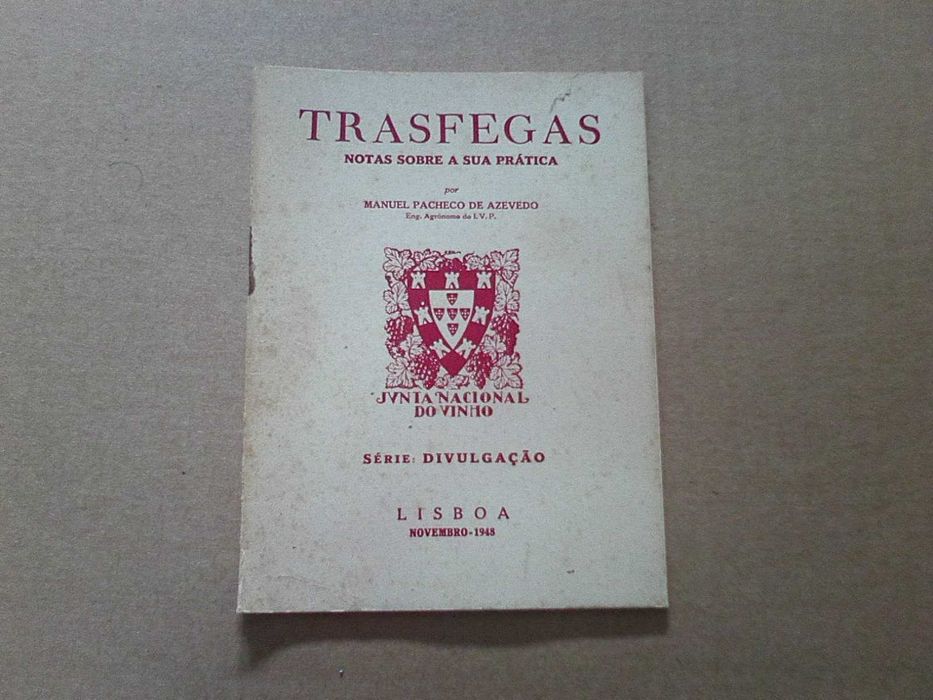 TRASFEGAS
NOTAS SOBRE A SUA PRÁTICA
por
MANUEL PACHECO DE AZEVEDO
Eng. Agrónomo do I. V. P.
JVNTA NACIONAL
DO VINHO
SÉRIE: DIVULGAÇÃO
LISBOA
NOVEMBRO-1948